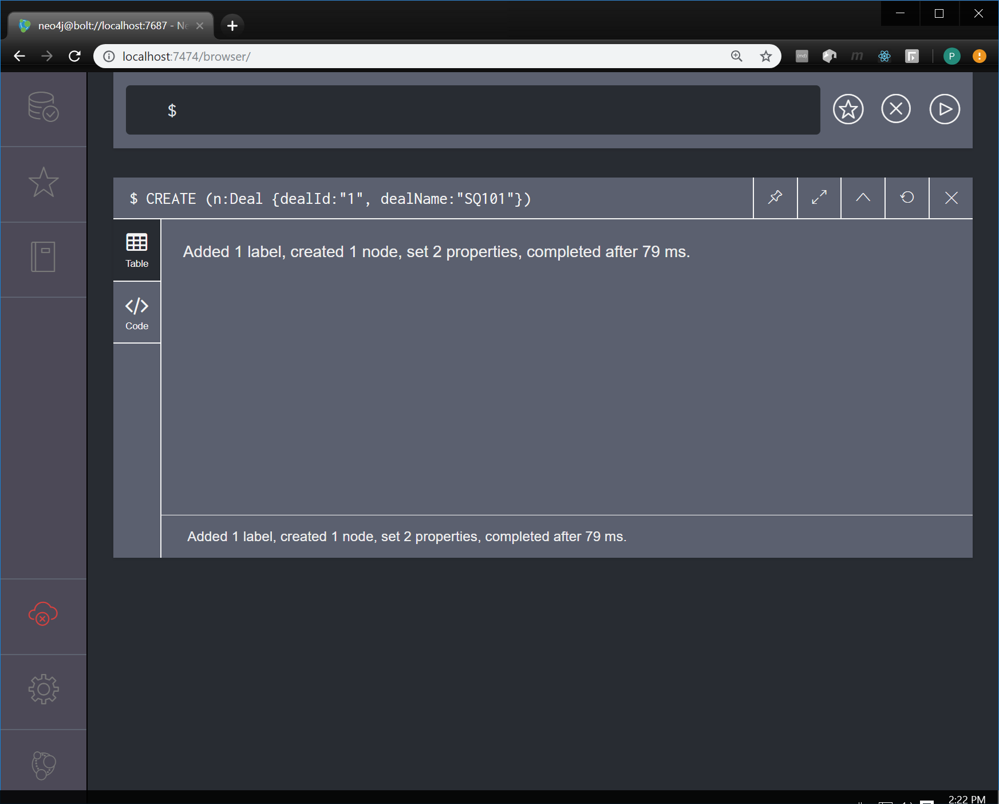 neo4j@bolt://localhost:7687 - Ne
localhost:7474/browser/
P
$
$ CREATE (n:Deal {dealId:"1", dealName:"SQ101"})
Table
Added 1 label, created 1 node, set 2 properties, completed after 79 ms.
Code
Added 1 label, created 1 node, set 2 properties, completed after 79 ms.
2:22 PM